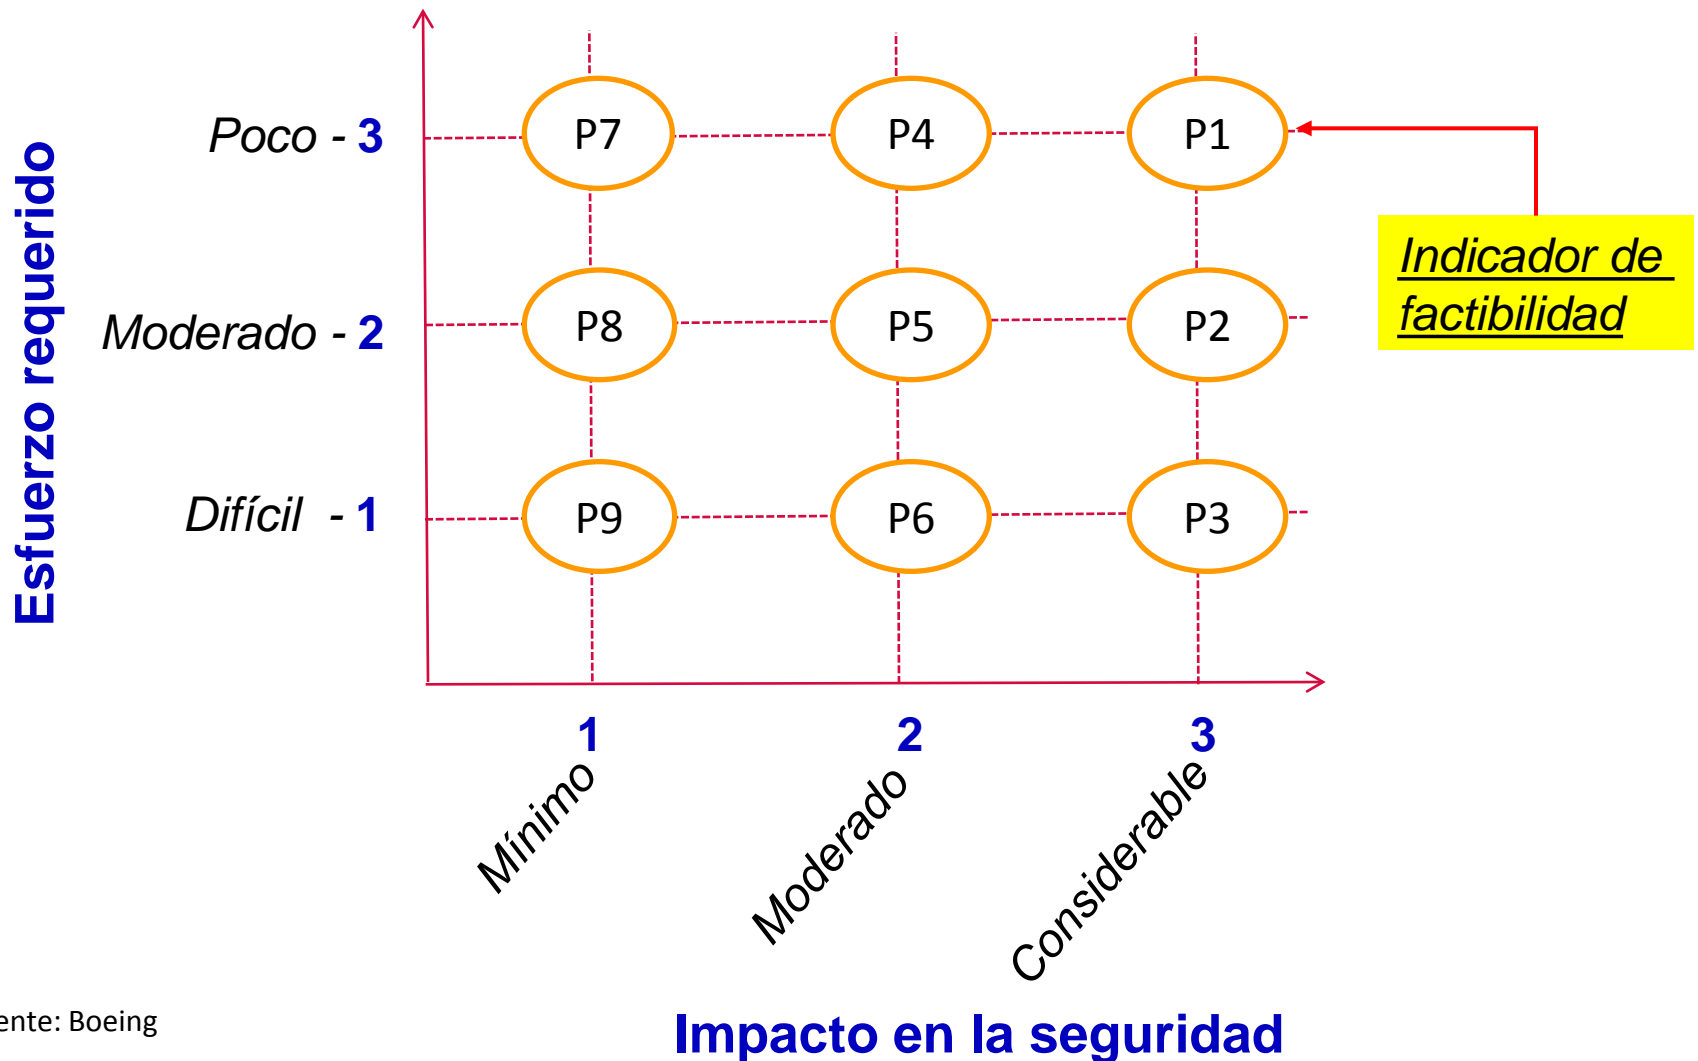 Esfuerzo requerido
Poco - 3
P7
P4
P1
Indicador de
factibilidad
Moderado - 2
P8
P5
P2
Difícil - 1
P9
P6
P3
1
2
3
Mínimo
Moderado
Considerable
ente: Boeing
Impacto en la seguridad